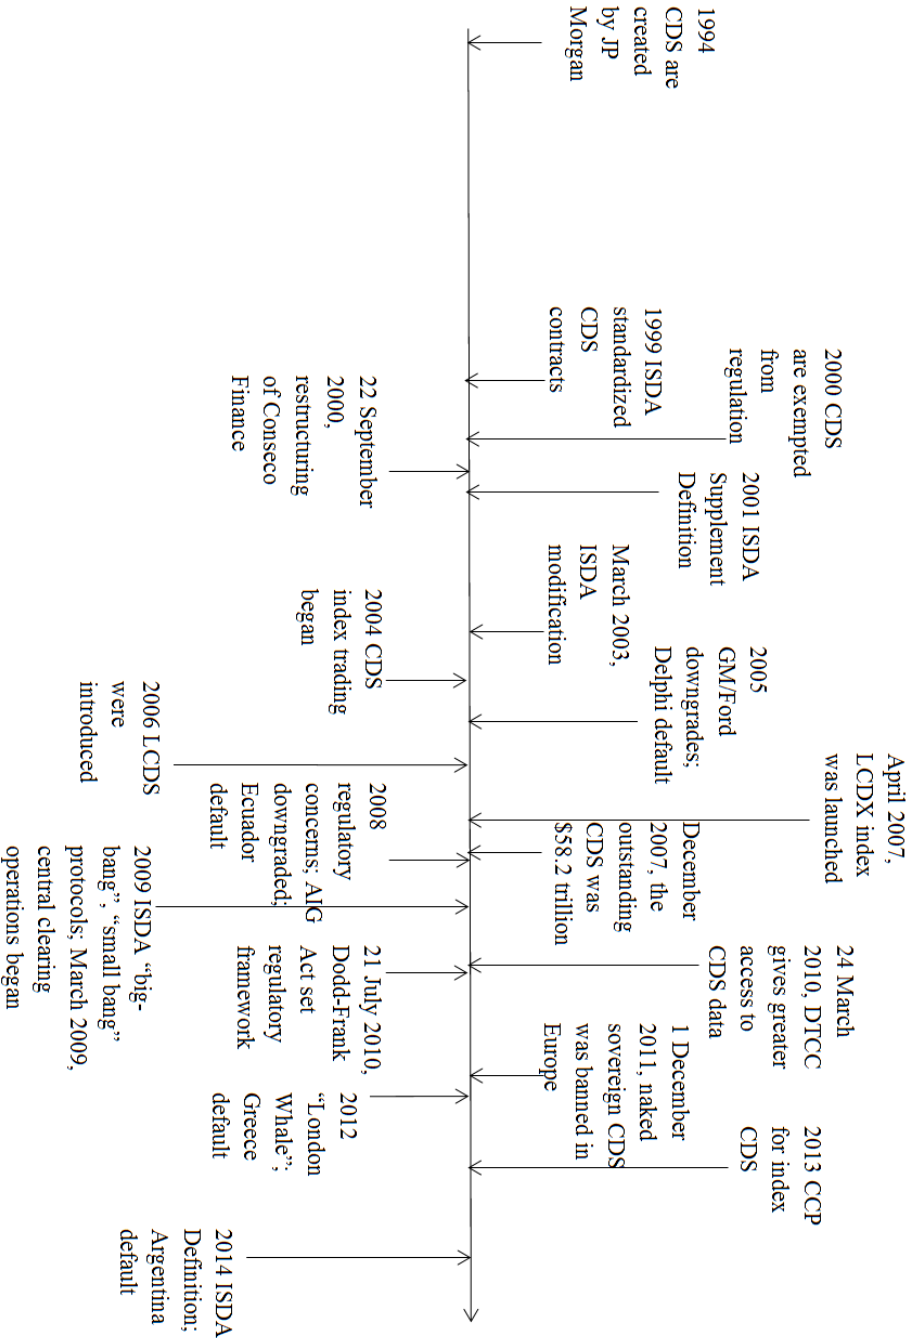 1994
CDS are
created
by JP
Morgan
1999 ISDA
standardized
CDS
contracts
2000 CDS
are exempted
from
regulation
22 September
2000,
restructuring
of Conseco
Finance
2001 ISDA
Supplement
Definition
March 2003,
ISDA
modification
2004 CDS
index trading
began
2005
GM/Ford
downgrades;
Delphi default
2006 LCDS
were
introduced
April 2007,
LCDX index
was launched
December
2007, the
outstanding
CDS was
$58.2 trillion
2008
regulatory
concerns; AIG
downgraded;
Ecuador
default
2009 ISDA “big-
bang”, “small bang”
protocols; March 2009,
central clearing
operations began
24 March
2010, DTCC
gives greater
access to
CDS data
21 July 2010,
Dodd-Frank
Act set
regulatory
framework
1 December
2011, naked
sovereign CDS
was banned in
Europe
2012
“London
Whale”;
Greece
default
2013 CCP
for index
CDS
2014 ISDA
Definition;
Argentina
default